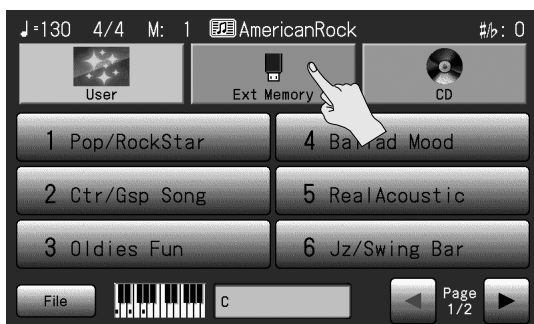 ♩=130 4/4 M: 1 AmericanRock #/♭: 0
User Ext Memory CD
1 Pop/RockStar 4 Ballad Mood
2 Ctr/Gsp Song 5 RealAcoustic
3 Oldies Fun 6 Jz/Swing Bar
File C Page
1/2